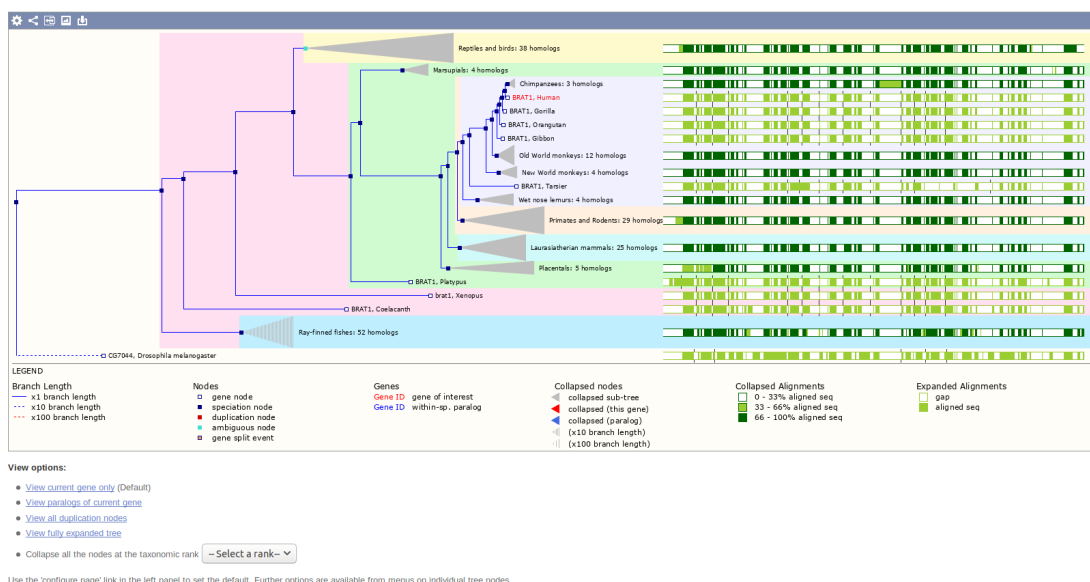 Reptiles and birds: 38 homologs
Marsupials: 4 homologs
Chimpanzees: 3 homologs
BRAT1, Human
BRAT1, Gorilla
BRAT1, Orangutan
BRAT1, Gibbon
Old World monkeys: 12 homologs
New World monkeys: 4 homologs
BRAT1, Tarsier
Wet nose lemurs: 4 homologs
Primates and Rodents: 29 homologs
Laurasiatherian mammals: 25 homologs
Placentals: 5 homologs
BRAT1, Platypus
brat1, Xenopus
BRAT1, Coelacanth
Ray-finned fishes: 52 homologs
CG7044, Drosophila melanogaster
LEGEND
Branch Length
x1 branch length
x10 branch length
x100 branch length
Nodes
gene node
speciation node
duplication node
ambiguous node
gene split event
Genes
Gene ID gene of interest
Gene ID within-sp. paralog
Collapsed nodes
collapsed sub-tree
collapsed (this gene)
collapsed (paralog)
(x10 branch length)
(x100 branch length)
Collapsed Alignments
0 - 33% aligned seq
33 - 66% aligned seq
66 - 100% aligned seq
Expanded Alignments
gap
aligned seq
View options:
View current gene only (Default)
View paralogs of current gene
View all duplication nodes
View fully expanded tree
Collapse all the nodes at the taxonomic rank -- Select a rank--
Use the 'configure page' link in the left panel to set the default. Further options are available from menus on individual tree nodes.